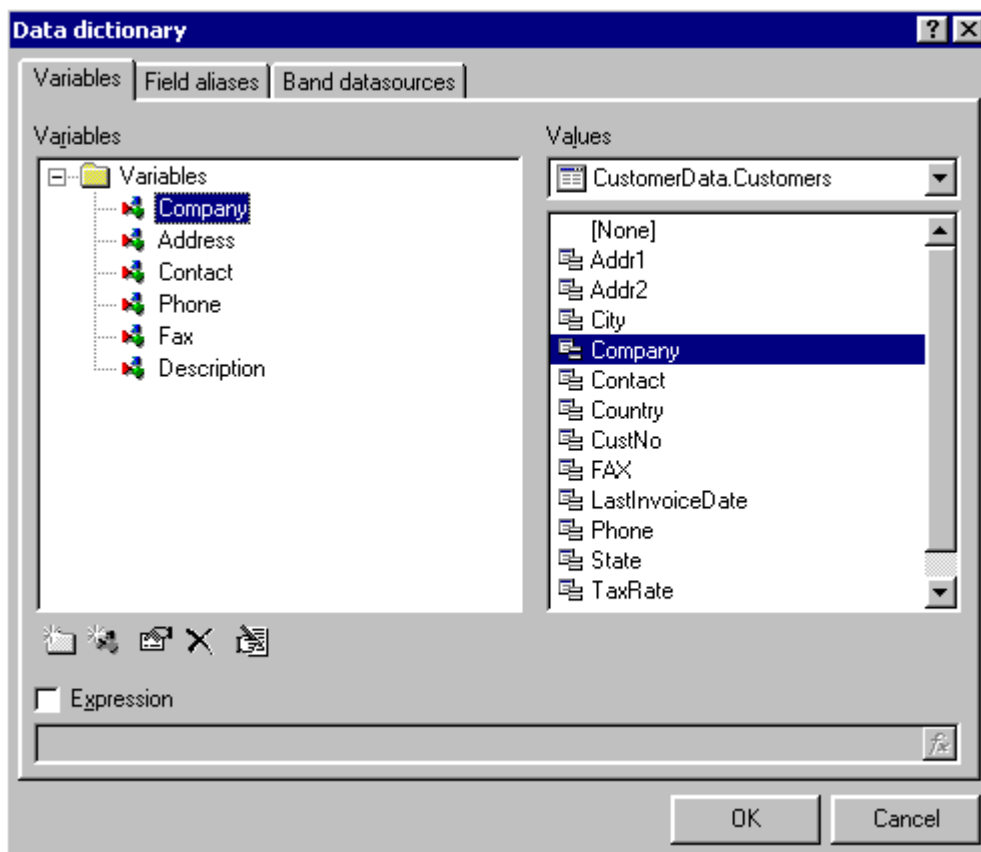 Data dictionary
Variables
Field aliases
Band datasources
Variables
Variables
Company
Address
Contact
Phone
Fax
Description
Values
CustomerData.Customers
[None]
Addr1
Addr2
City
Company
Contact
Country
CustNo
FAX
LastInvoiceDate
Phone
State
TaxRate
Expression
fx
OK
Cancel